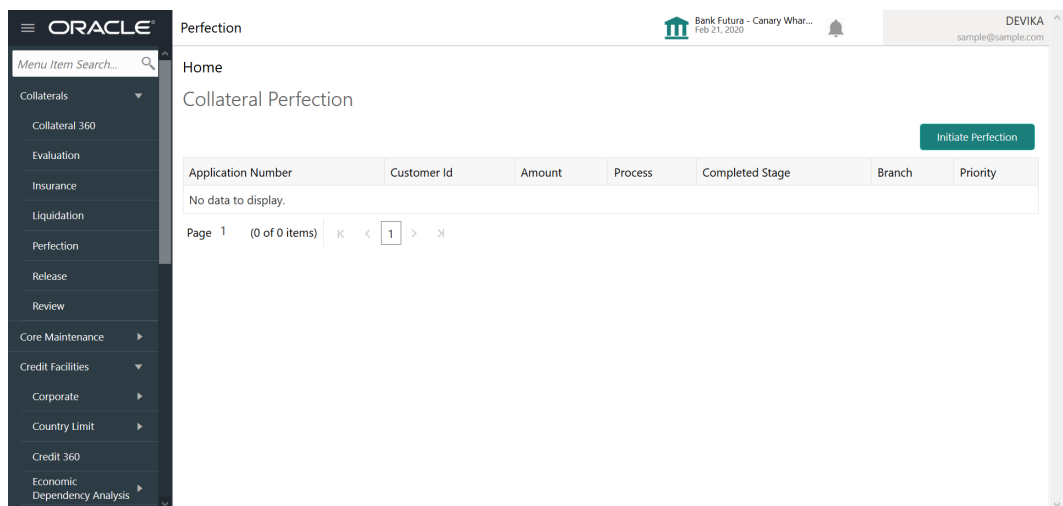 ORACLE
Perfection
Bank Futura - Canary Whar...
Feb 21, 2020
DEVIKA
sample@sample.com
Menu Item Search...
Collaterals
Collateral 360
Evaluation
Insurance
Liquidation
Perfection
Release
Review
Core Maintenance
Credit Facilities
Corporate
Country Limit
Credit 360
Economic
Dependency Analysis
Home
Collateral Perfection
Initiate Perfection
Application Number Customer Id Amount Process Completed Stage Branch Priority
No data to display.
Page 1 (0 of 0 items) 1